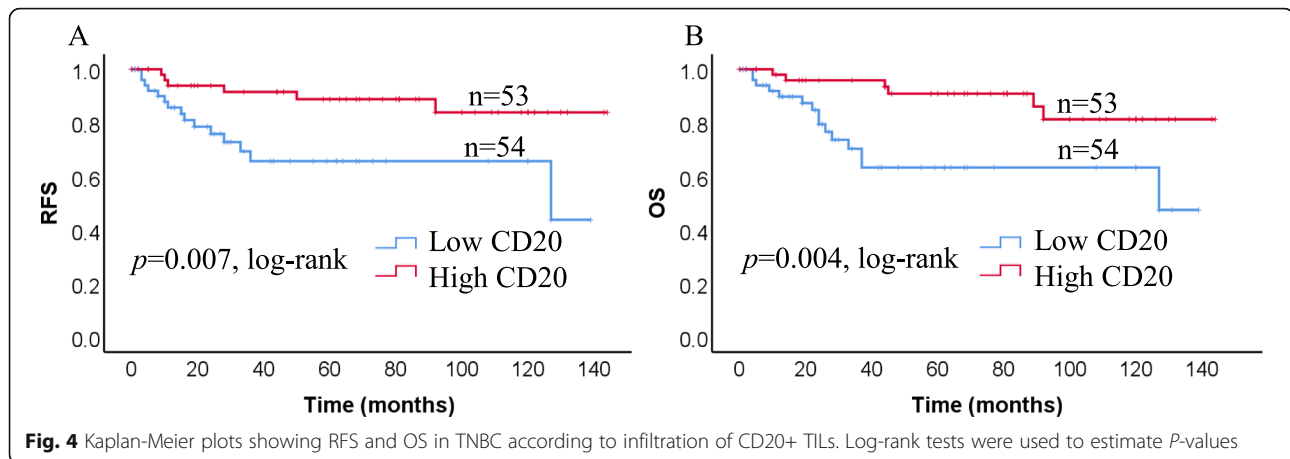 A
1.0
0.8
0.6
0.4
0.2
0.0
RFS
n=53
n=54
p=0.007, log-rank
Low CD20
High CD20
0 20 40 60 80 100 120 140
Time (months)
B
1.0
0.8
0.6
0.4
0.2
0.0
OS
n=53
n=54
p=0.004, log-rank
Low CD20
High CD20
0 20 40 60 80 100 120 140
Time (months)
Fig. 4 Kaplan-Meier plots showing RFS and OS in TNBC according to infiltration of CD20+ TILs. Log-rank tests were used to estimate P-values